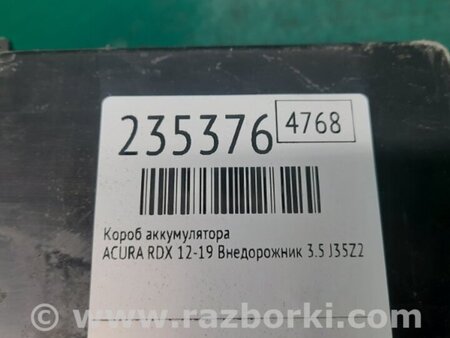 235376 4768
Короб аккумулятора
ACURA RDX 12-19 Внедорожник 3.5 J35Z2
© www.razborki.com